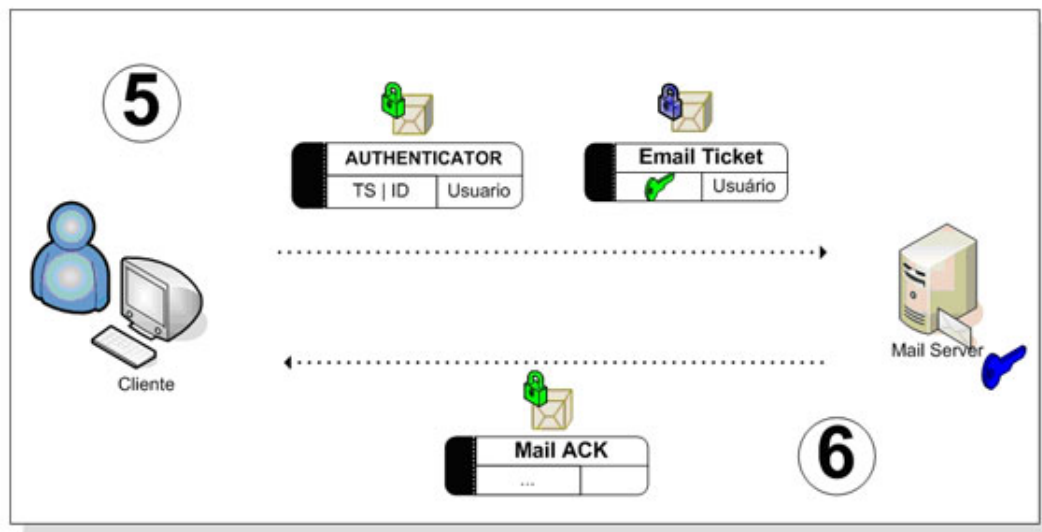 5
AUTHENTICATOR
TS | ID
Usuario
Email Ticket
Usuário
Cliente
Mail Server
Mail ACK
...
6